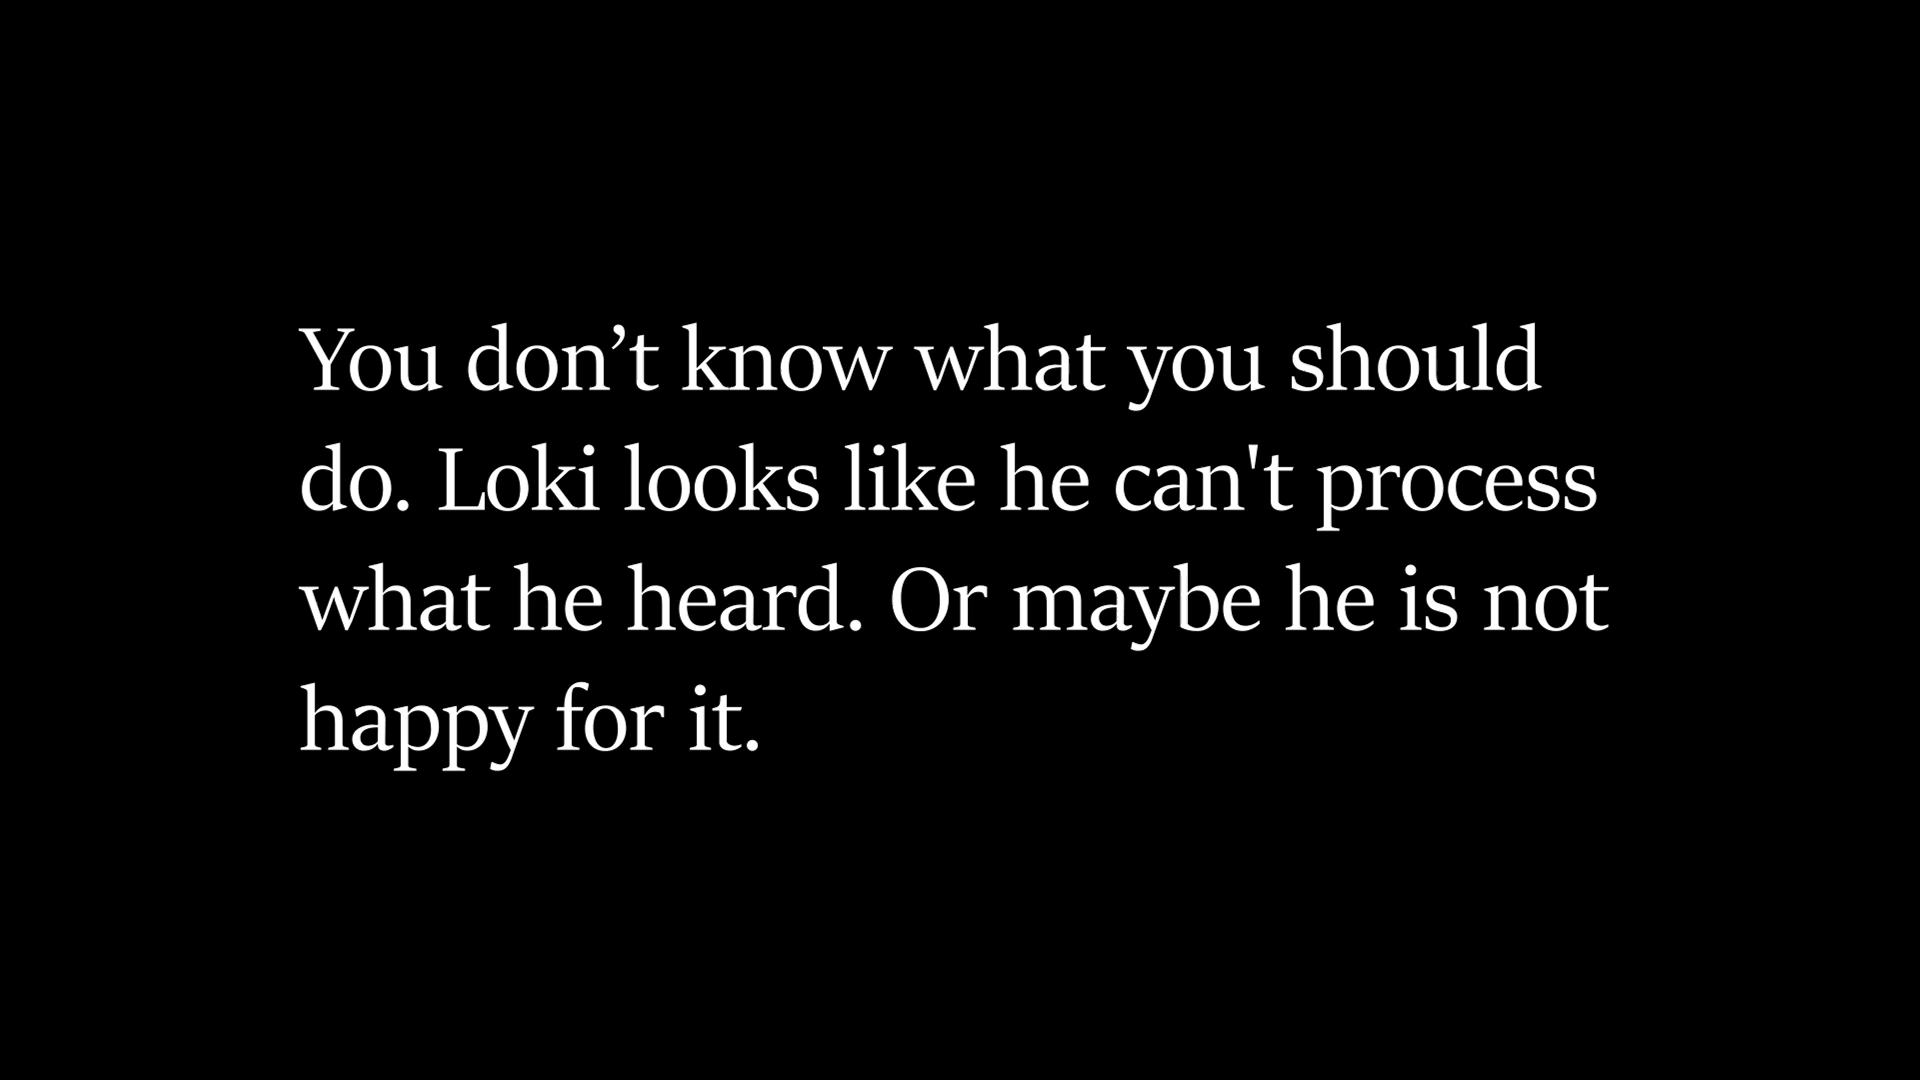 You don’t know what you should
do. Loki looks like he can't process
what he heard. Or maybe he is not
happy for it.